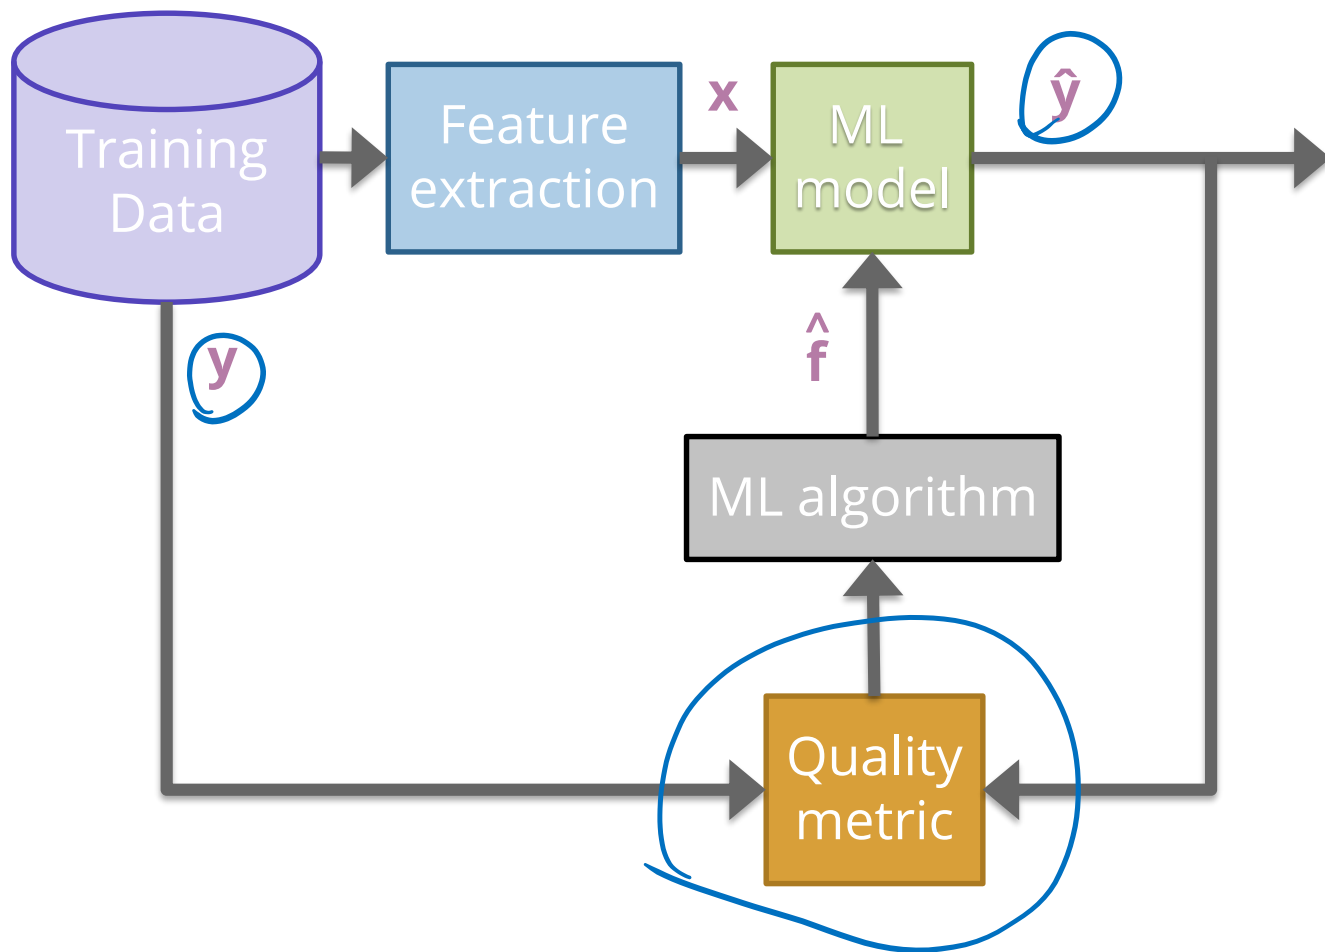 Training
Data
Feature
extraction
x
ML
model
ŷ
y
f̂
ML algorithm
Quality
metric